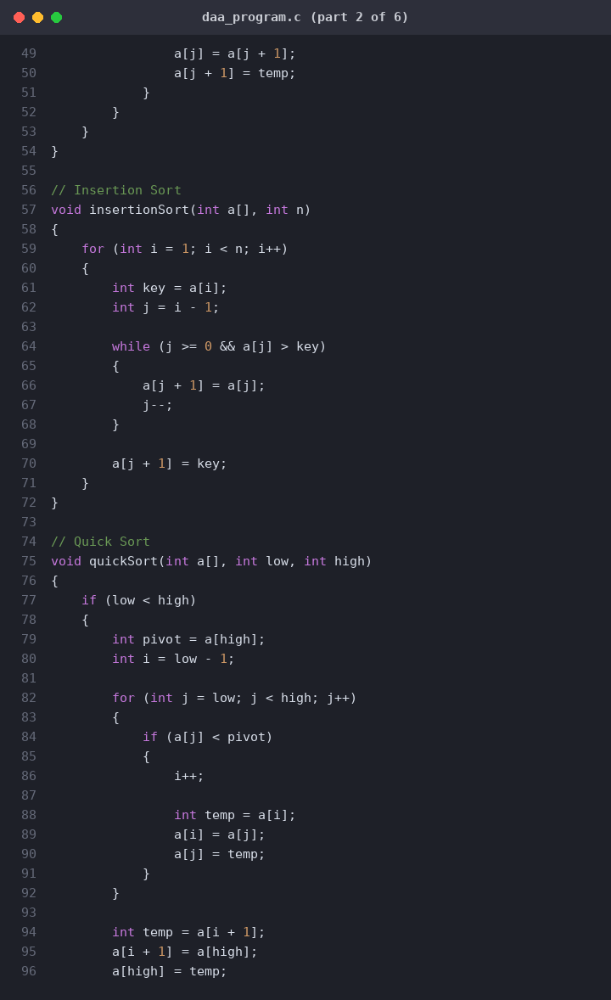 daa_program.c (part 2 of 6)
49                 a[j] = a[j + 1];
50                 a[j + 1] = temp;
51             }
52         }
53     }
54 }
55
56 // Insertion Sort
57 void insertionSort(int a[], int n)
58 {
59     for (int i = 1; i < n; i++)
60     {
61         int key = a[i];
62         int j = i - 1;
63
64         while (j >= 0 && a[j] > key)
65         {
66             a[j + 1] = a[j];
67             j--;
68         }
69
70         a[j + 1] = key;
71     }
72 }
73
74 // Quick Sort
75 void quickSort(int a[], int low, int high)
76 {
77     if (low < high)
78     {
79         int pivot = a[high];
80         int i = low - 1;
81
82         for (int j = low; j < high; j++)
83         {
84             if (a[j] < pivot)
85             {
86                 i++;
87
88                 int temp = a[i];
89                 a[i] = a[j];
90                 a[j] = temp;
91             }
92         }
93
94         int temp = a[i + 1];
95         a[i + 1] = a[high];
96         a[high] = temp;